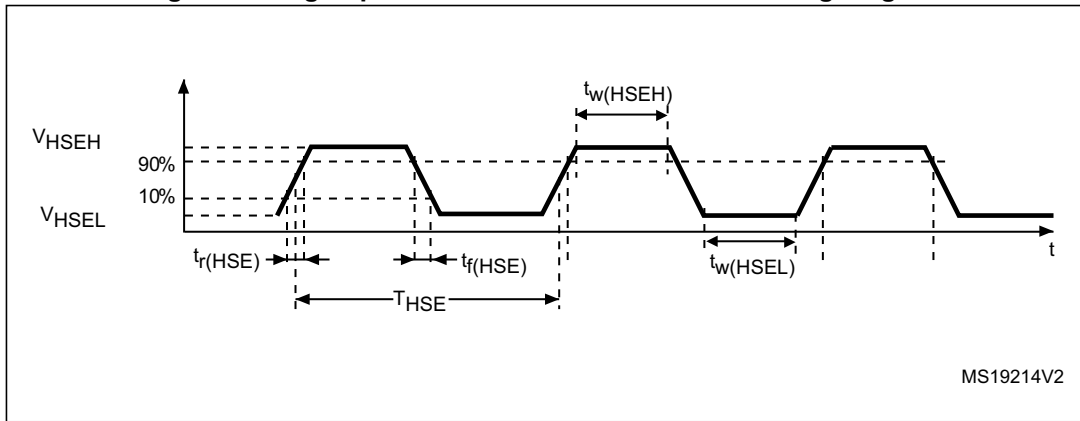 tw(HSEH)
VHSEH
90%
10%
VHSEL
tr(HSE)
tf(HSE)
tw(HSEL)
t
THSE
MS19214V2